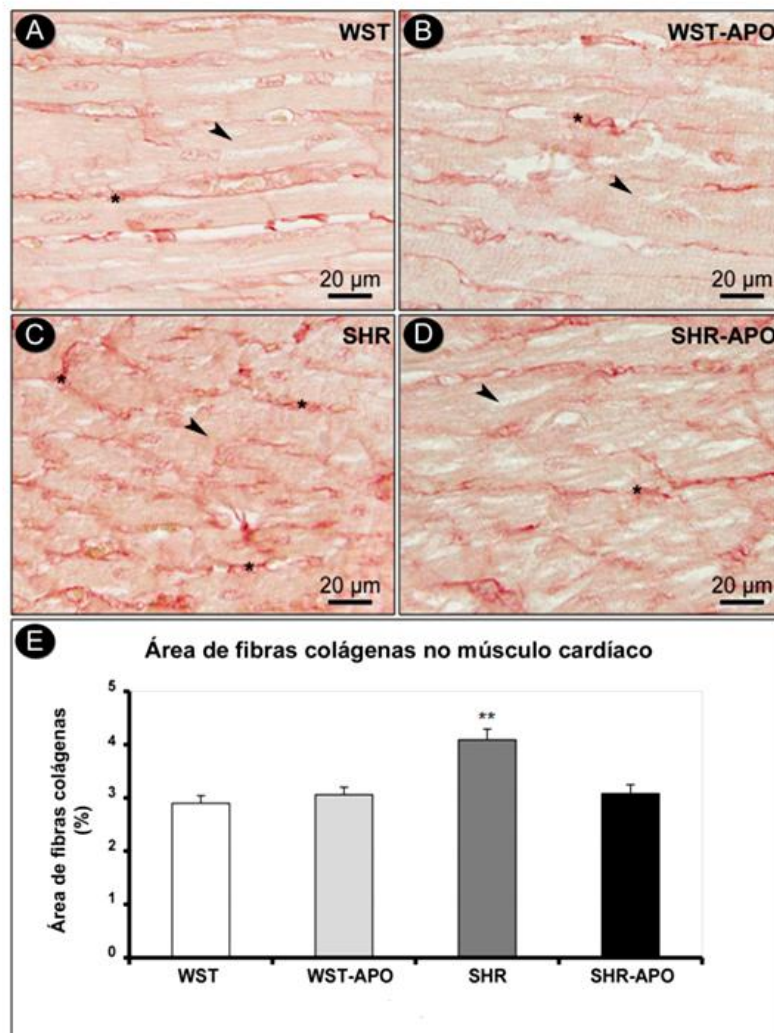 A
WST
*
20 µm
B
WST-APO
*
20 µm
C
SHR
*
*
*
20 µm
D
SHR-APO
*
20 µm
E
Área de fibras colágenas no músculo cardíaco
Área de fibras colágenas
(%)
5
4
3
2
1
0
**
WST
WST-APO
SHR
SHR-APO